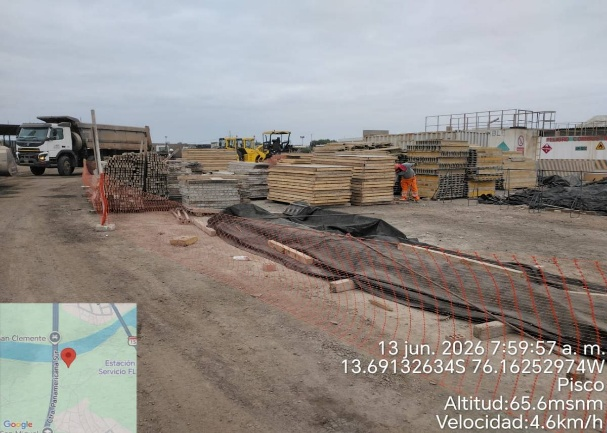 13 jun. 2026 7:59:57 a. m.
13.69132634S 76.16252974W
Pisco
Altitud:65.6msnm
Velocidad:4.6km/h
an Clemente
Estación
Servicio FL
Google